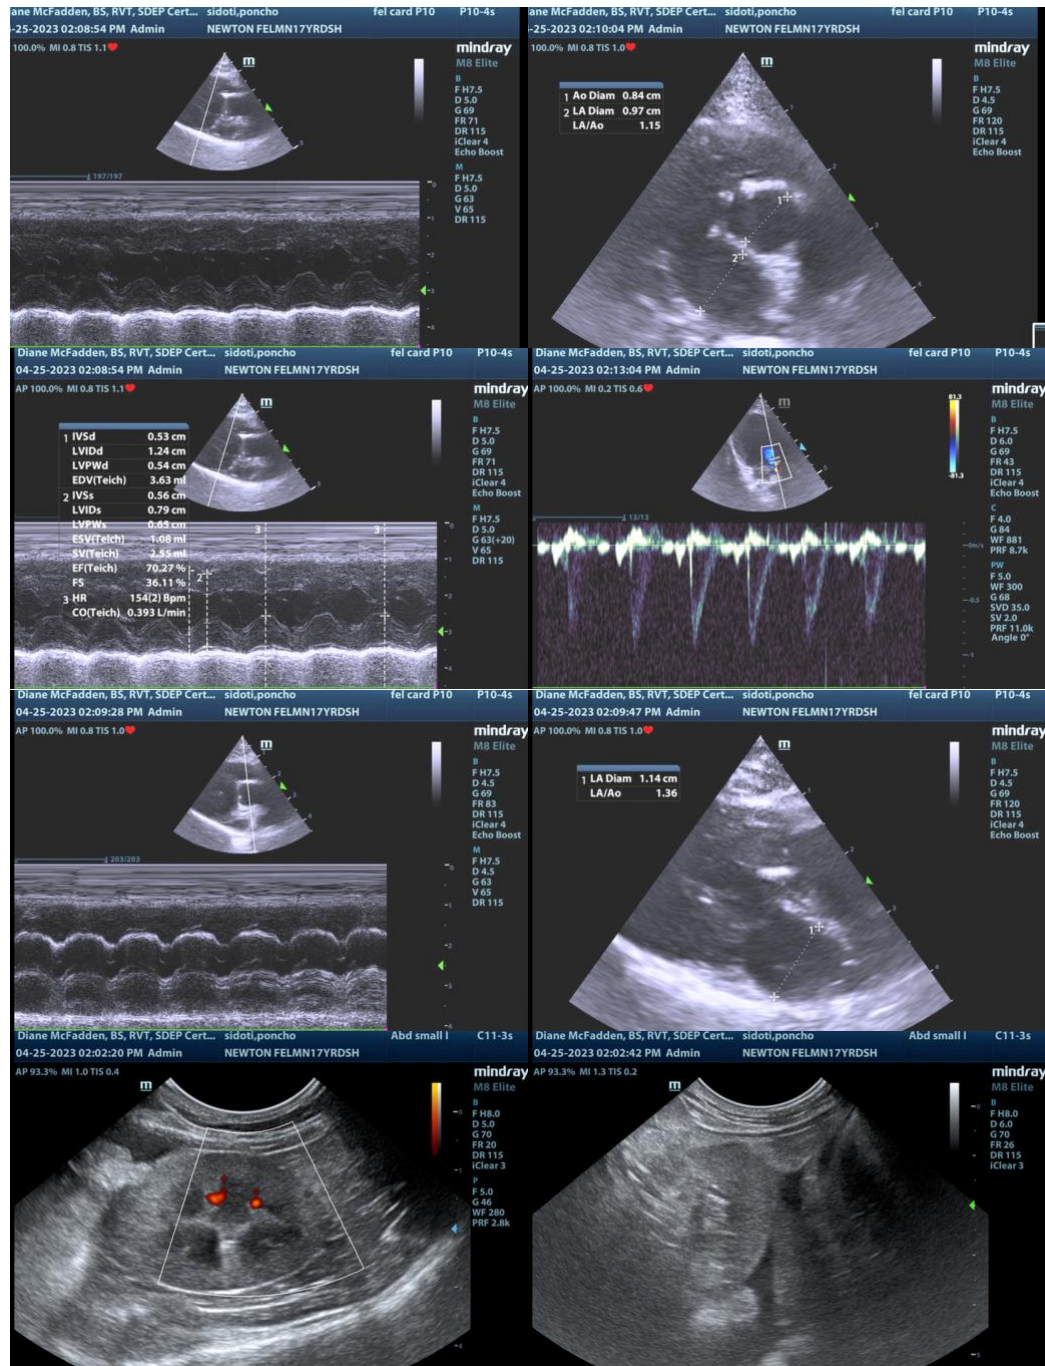 Diane McFadden, BS, RVT, SDEP Cert... sidoti,poncho fel card P10 P10-4s
-25-2023 02:08:54 PM Admin NEWTON FELMN17YRDSH
100.0% MI 0.8 TIS 1.1
m
mindray
M8 Elite
B
F H7.5
D 5.0
G 69
FR 71
DR 115
iClear 4
Echo Boost
M
F H7.5
D 5.0
G 63
V 65
DR 115
197/197
Diane McFadden, BS, RVT, SDEP Cert... sidoti,poncho fel card P10 P10-4s
-25-2023 02:10:04 PM Admin NEWTON FELMN17YRDSH
100.0% MI 0.8 TIS 1.0
m
mindray
M8 Elite
1 Ao Diam 0.84 cm
2 LA Diam 0.97 cm
LA/Ao 1.15
B
F H7.5
D 4.5
G 69
FR 120
DR 115
iClear 4
Echo Boost
1
2
Diane McFadden, BS, RVT, SDEP Cert... sidoti,poncho fel card P10 P10-4s
04-25-2023 02:08:54 PM Admin NEWTON FELMN17YRDSH
AP 100.0% MI 0.8 TIS 1.1
m
mindray
M8 Elite
1 IVSd 0.53 cm
LVIDd 1.24 cm
LVPWd 0.54 cm
EDV(Teich) 3.63 ml
2 IVSs 0.56 cm
LVIDs 0.79 cm
LVPWs 0.65 cm
ESV(Teich) 1.08 ml
SV(Teich) 2.55 ml
EF(Teich) 70.27 %
FS 36.11 %
3 HR 154(2) Bpm
CO(Teich) 0.393 L/min
B
F H7.5
D 5.0
G 69
FR 71
DR 115
iClear 4
Echo Boost
M
F H7.5
D 5.0
G 63(+20)
V 65
DR 115
2
3
3
Diane McFadden, BS, RVT, SDEP Cert... sidoti,poncho fel card P10 P10-4s
04-25-2023 02:13:04 PM Admin NEWTON FELMN17YRDSH
AP 100.0% MI 0.2 TIS 0.6
m
81.3
-81.3
mindray
M8 Elite
B
F H7.5
D 6.0
G 69
FR 43
DR 115
iClear 4
Echo Boost
C
F 4.0
G 84
WF 881
PRF 8.7k
PW
F 5.0
WF 300
G 68
SVD 35.0
SV 2.0
PRF 11.0k
Angle 0°
13/13
0m/s
-0.5
-1
Diane McFadden, BS, RVT, SDEP Cert... sidoti,poncho fel card P10 P10-4s
04-25-2023 02:09:28 PM Admin NEWTON FELMN17YRDSH
AP 100.0% MI 0.8 TIS 1.0
m
mindray
M8 Elite
B
F H7.5
D 4.5
G 69
FR 83
DR 115
iClear 4
Echo Boost
M
F H7.5
D 4.5
G 63
V 65
DR 115
203/203
Diane McFadden, BS, RVT, SDEP Cert... sidoti,poncho fel card P10 P10-4s
04-25-2023 02:09:47 PM Admin NEWTON FELMN17YRDSH
AP 100.0% MI 0.8 TIS 1.0
m
mindray
M8 Elite
1 LA Diam 1.14 cm
LA/Ao 1.36
B
F H7.5
D 4.5
G 69
FR 120
DR 115
iClear 4
Echo Boost
1
Diane McFadden, BS, RVT, SDEP Cert... sidoti,poncho Abd small I C11-3s
04-25-2023 02:02:20 PM Admin NEWTON FELMN17YRDSH
AP 93.3% MI 1.0 TIS 0.4
m
mindray
M8 Elite
B
F H8.0
D 5.0
G 70
FR 20
DR 115
iClear 3
P
F 5.0
G 46
WF 280
PRF 2.8k
Diane McFadden, BS, RVT, SDEP Cert... sidoti,poncho Abd small I C11-3s
04-25-2023 02:02:42 PM Admin NEWTON FELMN17YRDSH
AP 93.3% MI 1.3 TIS 0.2
m
mindray
M8 Elite
B
F H8.0
D 6.0
G 70
FR 26
DR 115
iClear 3